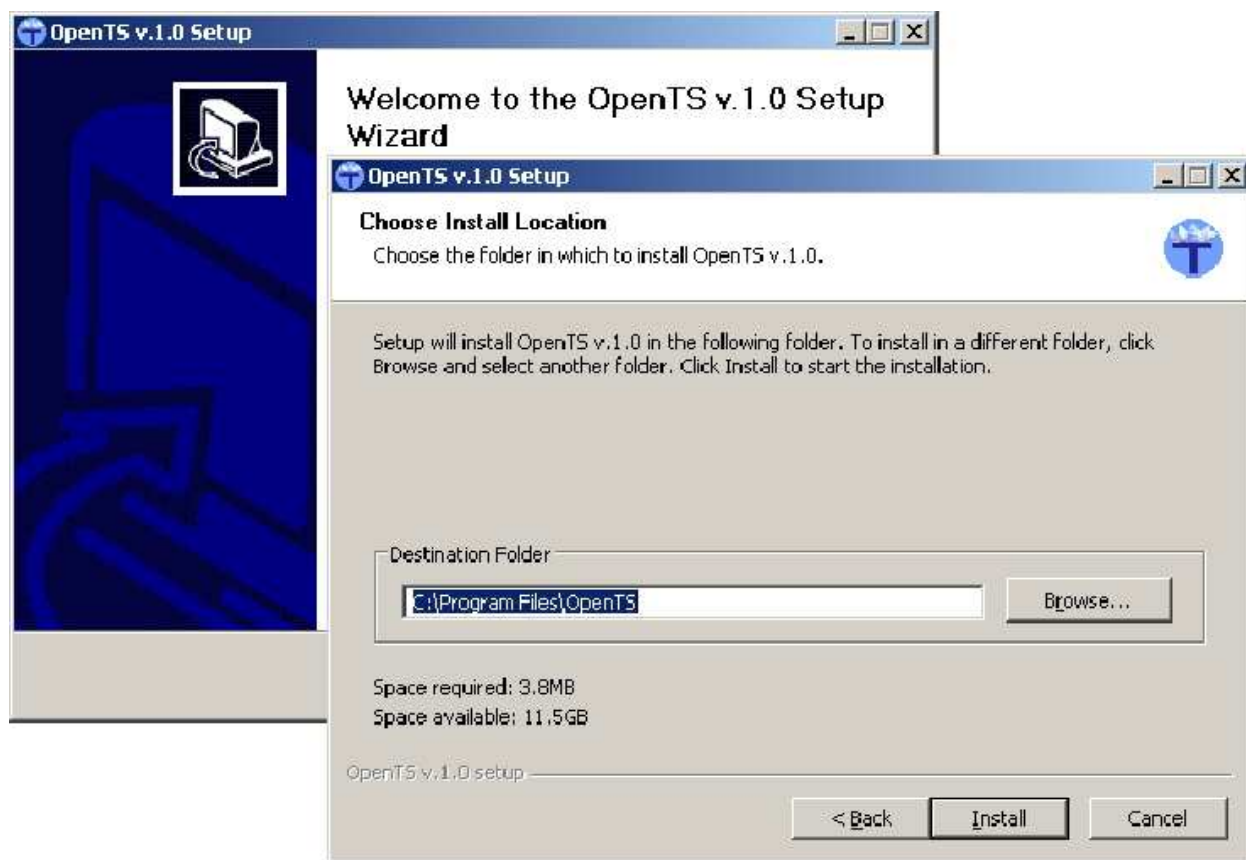 OpenTS v.1.0 Setup
Welcome to the OpenTS v.1.0 Setup
Wizard
OpenTS v.1.0 Setup
Choose Install Location
Choose the folder in which to install OpenTS v.1.0.
Setup will install OpenTS v.1.0 in the following folder. To install in a different folder, click
Browse and select another folder. Click Install to start the installation.
Destination Folder
C:\Program Files\OpenTS
Browse...
Space required: 3.8MB
Space available: 11.5GB
OpenTS v.1.0 setup
< Back
Install
Cancel